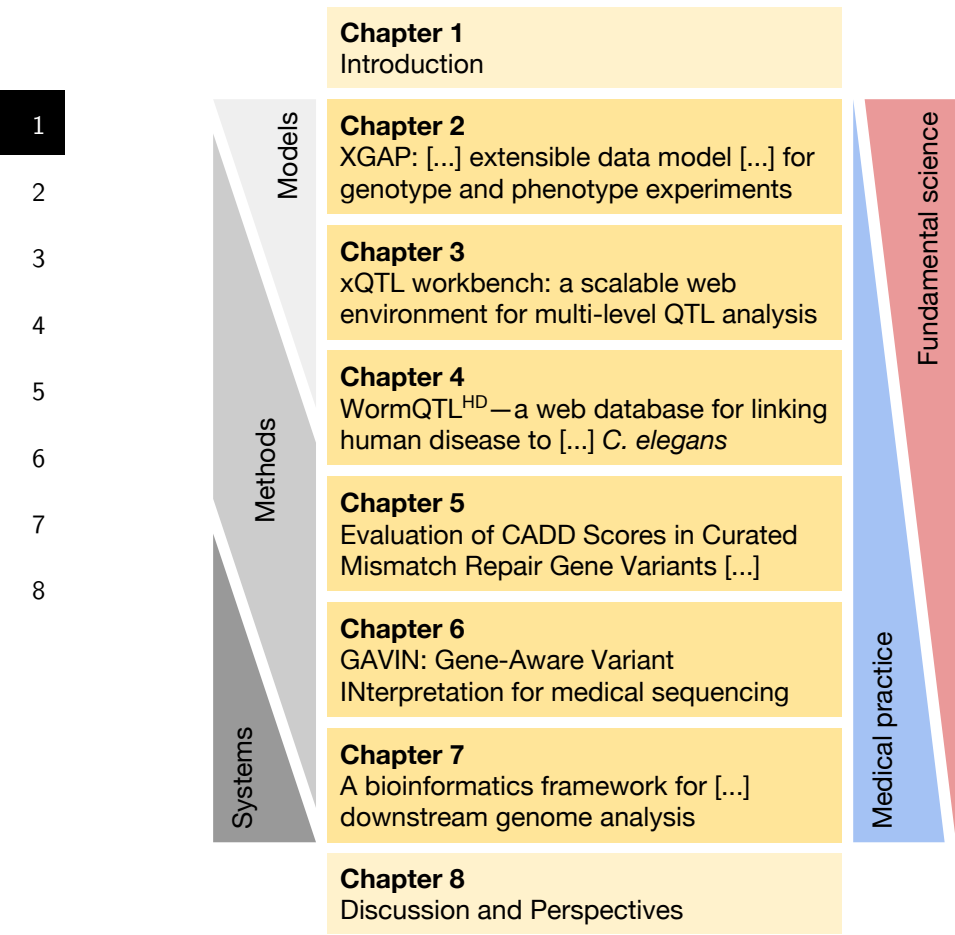 1
2
3
4
5
6
7
8
Models
Methods
Systems
Chapter 1
Introduction
Chapter 2
XGAP: [...] extensible data model [...] for
genotype and phenotype experiments
Chapter 3
xQTL workbench: a scalable web
environment for multi-level QTL analysis
Chapter 4
WormQTLᴴᴰ—a web database for linking
human disease to [...] C. elegans
Chapter 5
Evaluation of CADD Scores in Curated
Mismatch Repair Gene Variants [...]
Chapter 6
GAVIN: Gene-Aware Variant
INterpretation for medical sequencing
Chapter 7
A bioinformatics framework for [...]
downstream genome analysis
Chapter 8
Discussion and Perspectives
Fundamental science
Medical practice